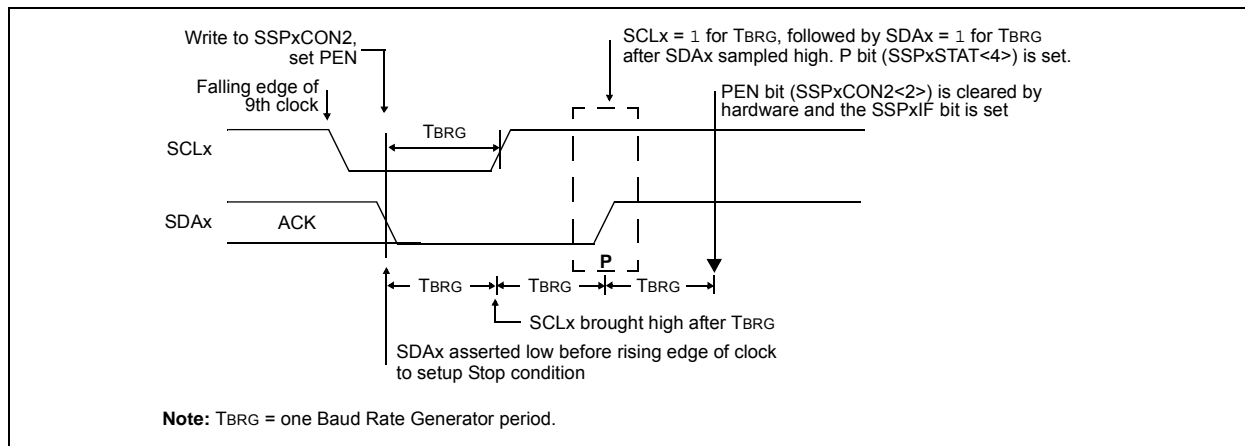 Write to SSPxCON2,
set PEN
SCLx = 1 for TBRG, followed by SDAx = 1 for TBRG
after SDAx sampled high. P bit (SSPxSTAT<4>) is set.
Falling edge of
9th clock
PEN bit (SSPxCON2<2>) is cleared by
hardware and the SSPxIF bit is set
TBRG
SCLx
SDAx
ACK
P
TBRG
TBRG
TBRG
SCLx brought high after TBRG
SDAx asserted low before rising edge of clock
to setup Stop condition
Note: TBRG = one Baud Rate Generator period.